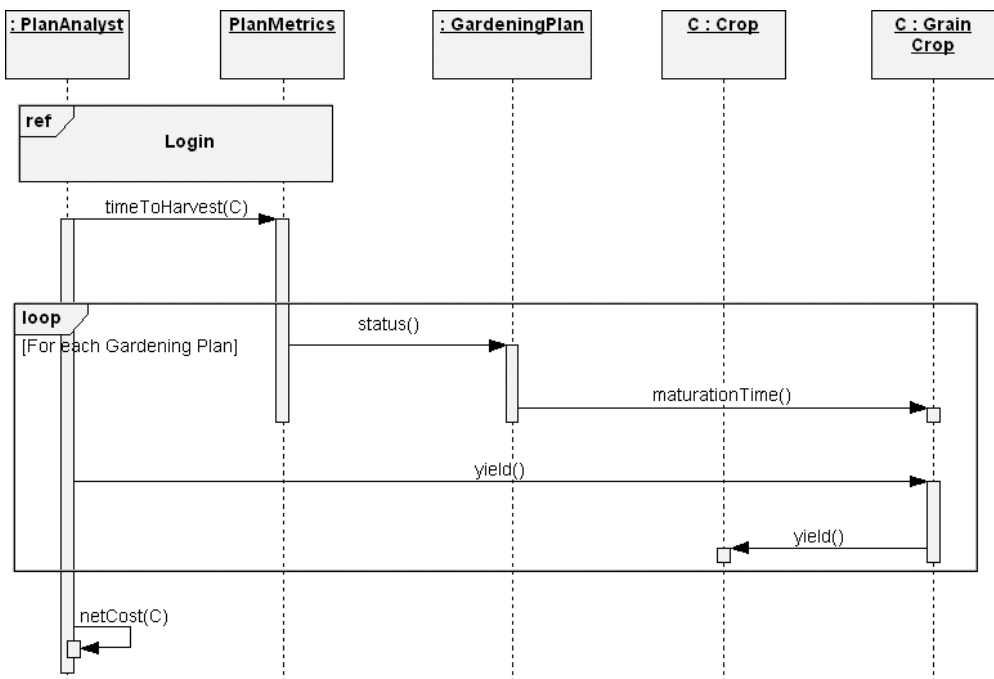 : PlanAnalyst
PlanMetrics
: GardeningPlan
C : Crop
C : Grain
Crop
ref
Login
timeToHarvest(C)
loop
[For each Gardening Plan]
status()
maturationTime()
yield()
yield()
netCost(C)